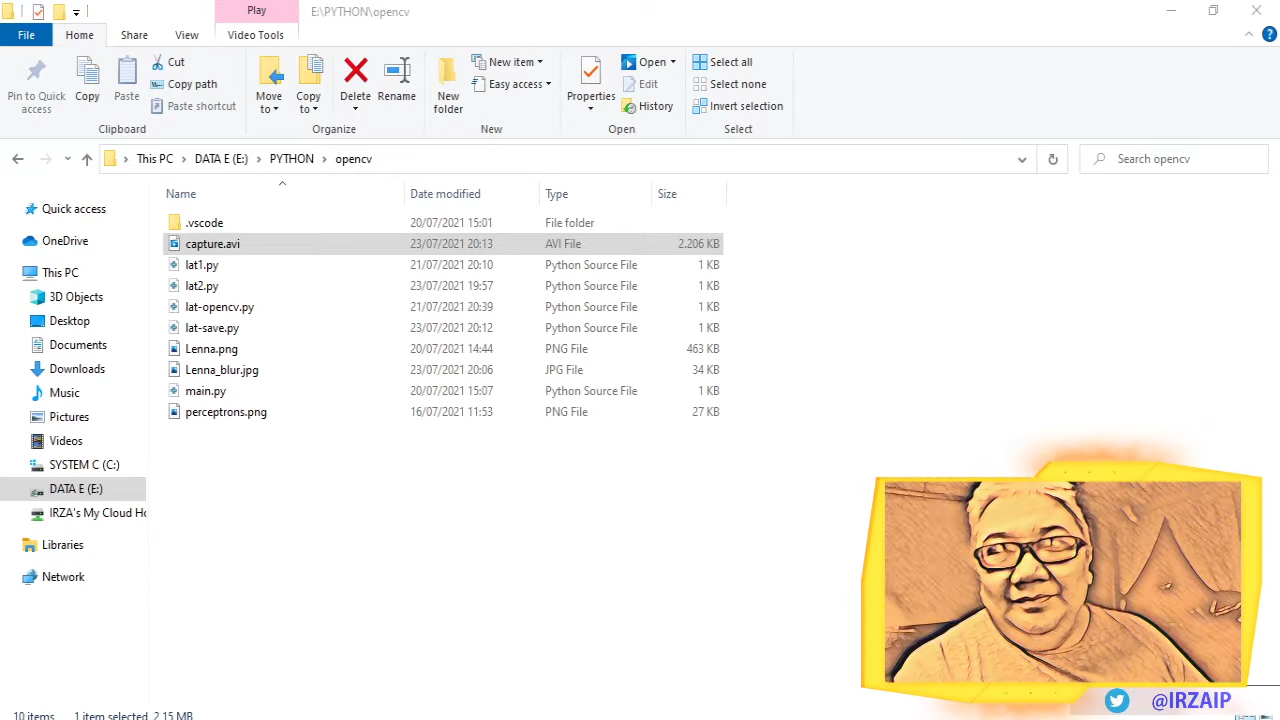 Play
E:\PYTHON\opencv
File
Home
Share
View
Video Tools
Pin to Quick access
Copy
Paste
Cut
Copy path
Paste shortcut
Clipboard
Move to
Copy to
Delete
Rename
Organize
New folder
New item
Easy access
New
Properties
Open
Edit
History
Open
Select all
Select none
Invert selection
Select
This PC > DATA E (E:) > PYTHON > opencv
Search opencv
Quick access
OneDrive
This PC
3D Objects
Desktop
Documents
Downloads
Music
Pictures
Videos
SYSTEM C (C:)
DATA E (E:)
IRZA's My Cloud Ho
Libraries
Network
Name Date modified Type Size
.vscode 20/07/2021 15:01 File folder
capture.avi 23/07/2021 20:13 AVI File 2.206 KB
lat1.py 21/07/2021 20:10 Python Source File 1 KB
lat2.py 23/07/2021 19:57 Python Source File 1 KB
lat-opencv.py 21/07/2021 20:39 Python Source File 1 KB
lat-save.py 23/07/2021 20:12 Python Source File 1 KB
Lenna.png 20/07/2021 14:44 PNG File 463 KB
Lenna_blur.jpg 23/07/2021 20:06 JPG File 34 KB
main.py 20/07/2021 15:07 Python Source File 1 KB
perceptrons.png 16/07/2021 11:53 PNG File 27 KB
@IRZAIP
10 items 1 item selected 2,15 MB